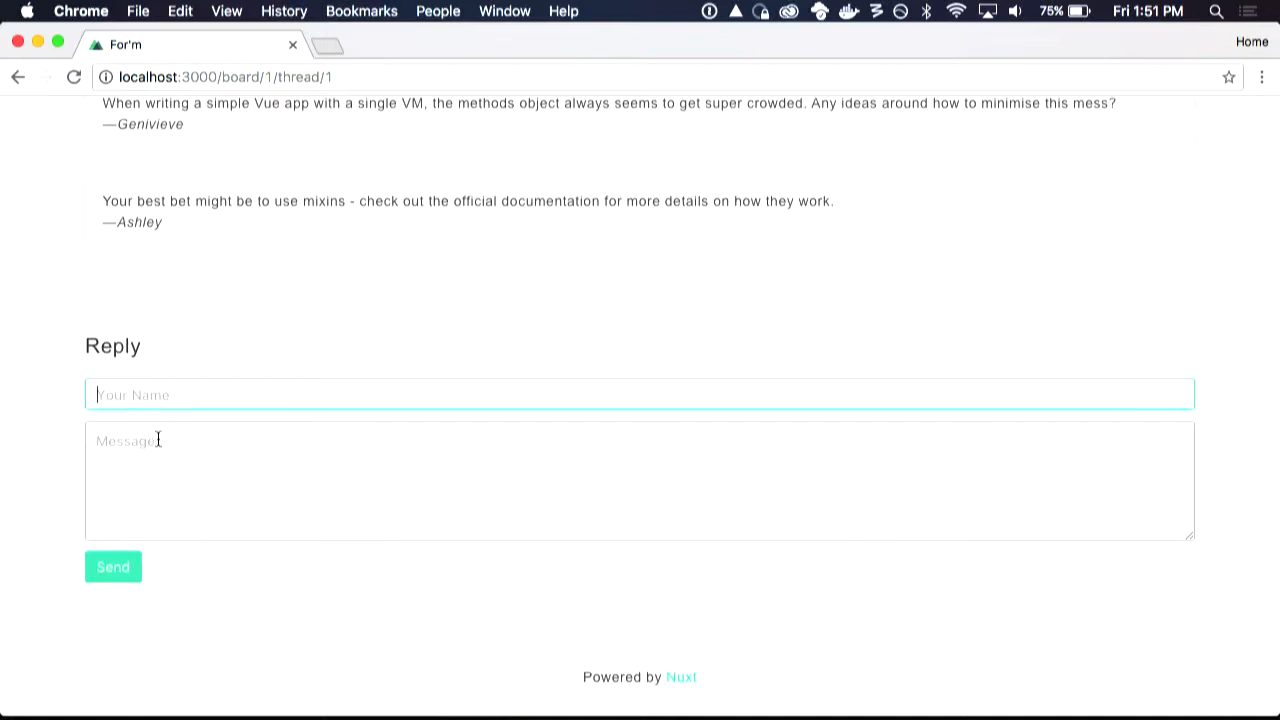 Chrome File Edit View History Bookmarks People Window Help 75% Fri 1:51 PM
For'm
Home
localhost:3000/board/1/thread/1
When writing a simple Vue app with a single VM, the methods object always seems to get super crowded. Any ideas around how to minimise this mess?
—Genivieve
Your best bet might be to use mixins - check out the official documentation for more details on how they work.
—Ashley
Reply
Your Name
Message
Send
Powered by Nuxt